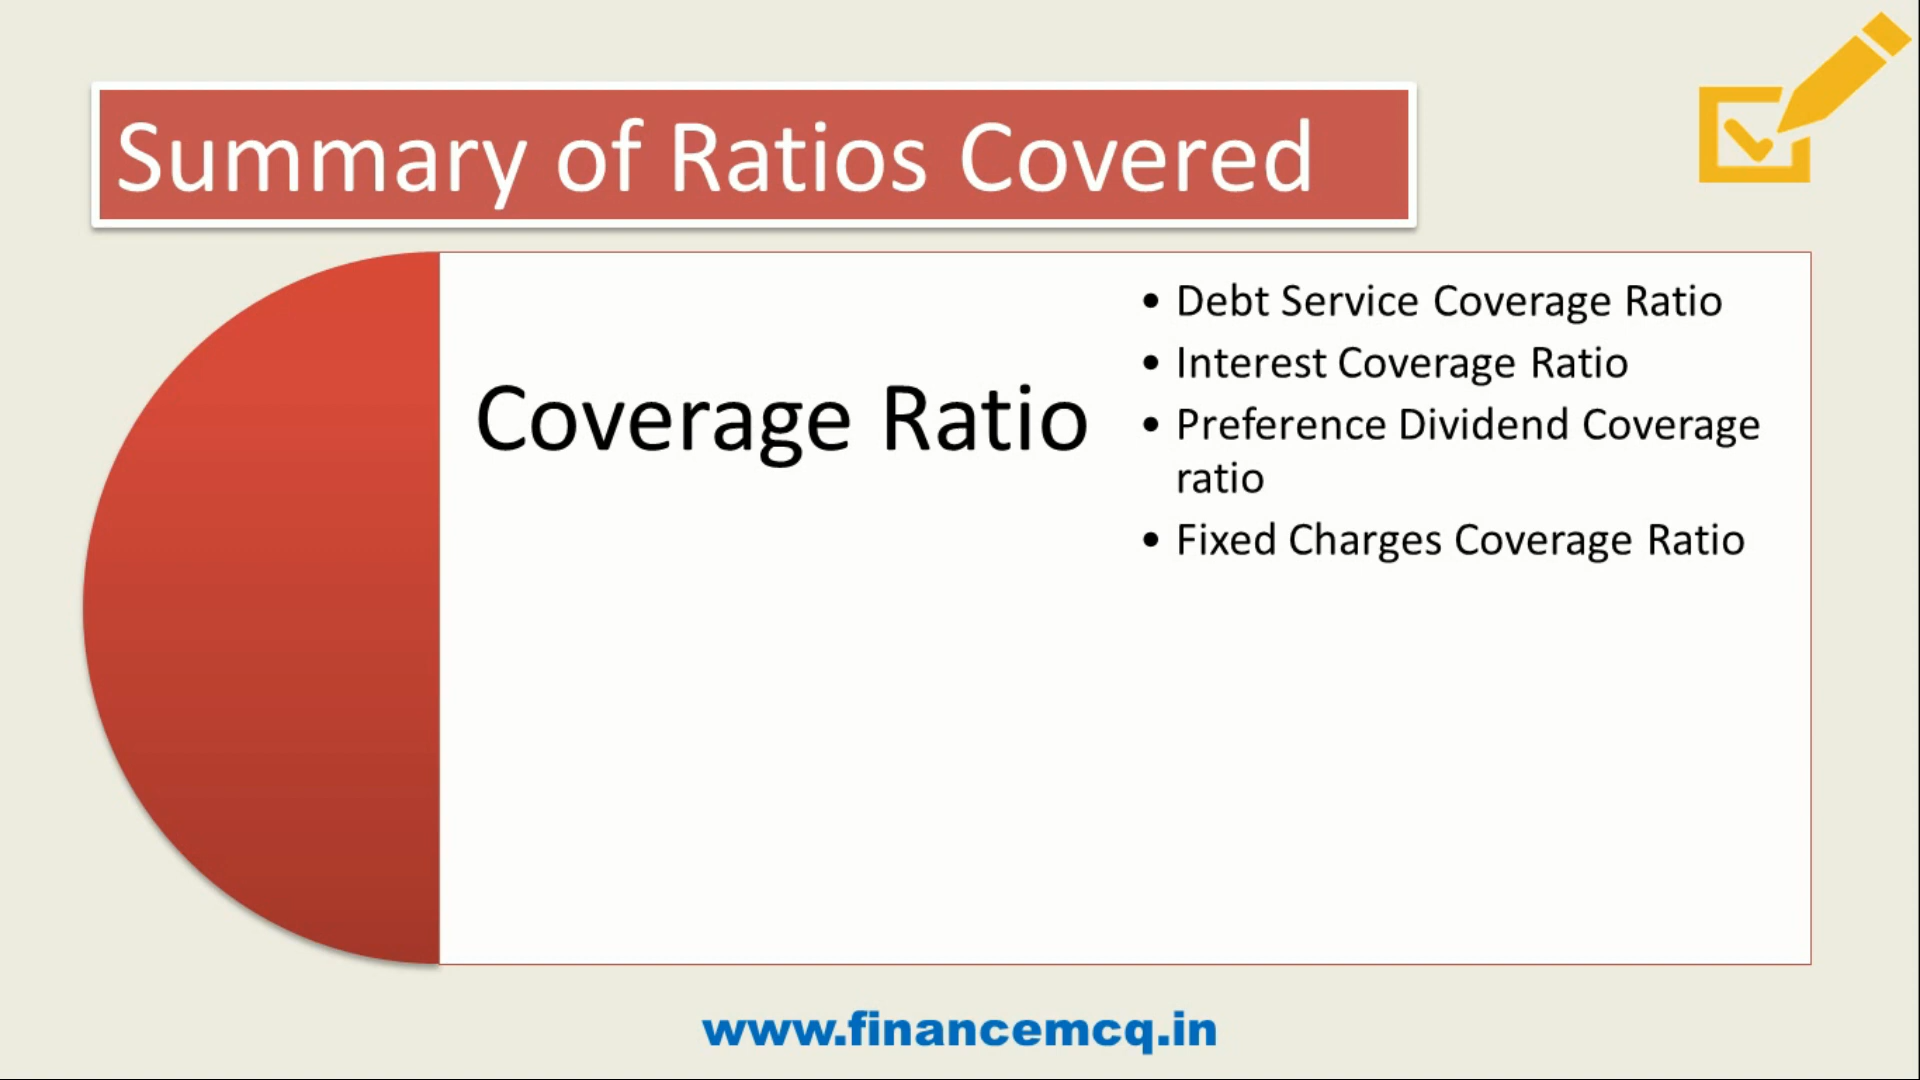 Summary of Ratios Covered
Coverage Ratio
• Debt Service Coverage Ratio
• Interest Coverage Ratio
• Preference Dividend Coverage
ratio
• Fixed Charges Coverage Ratio
www.financemcq.in